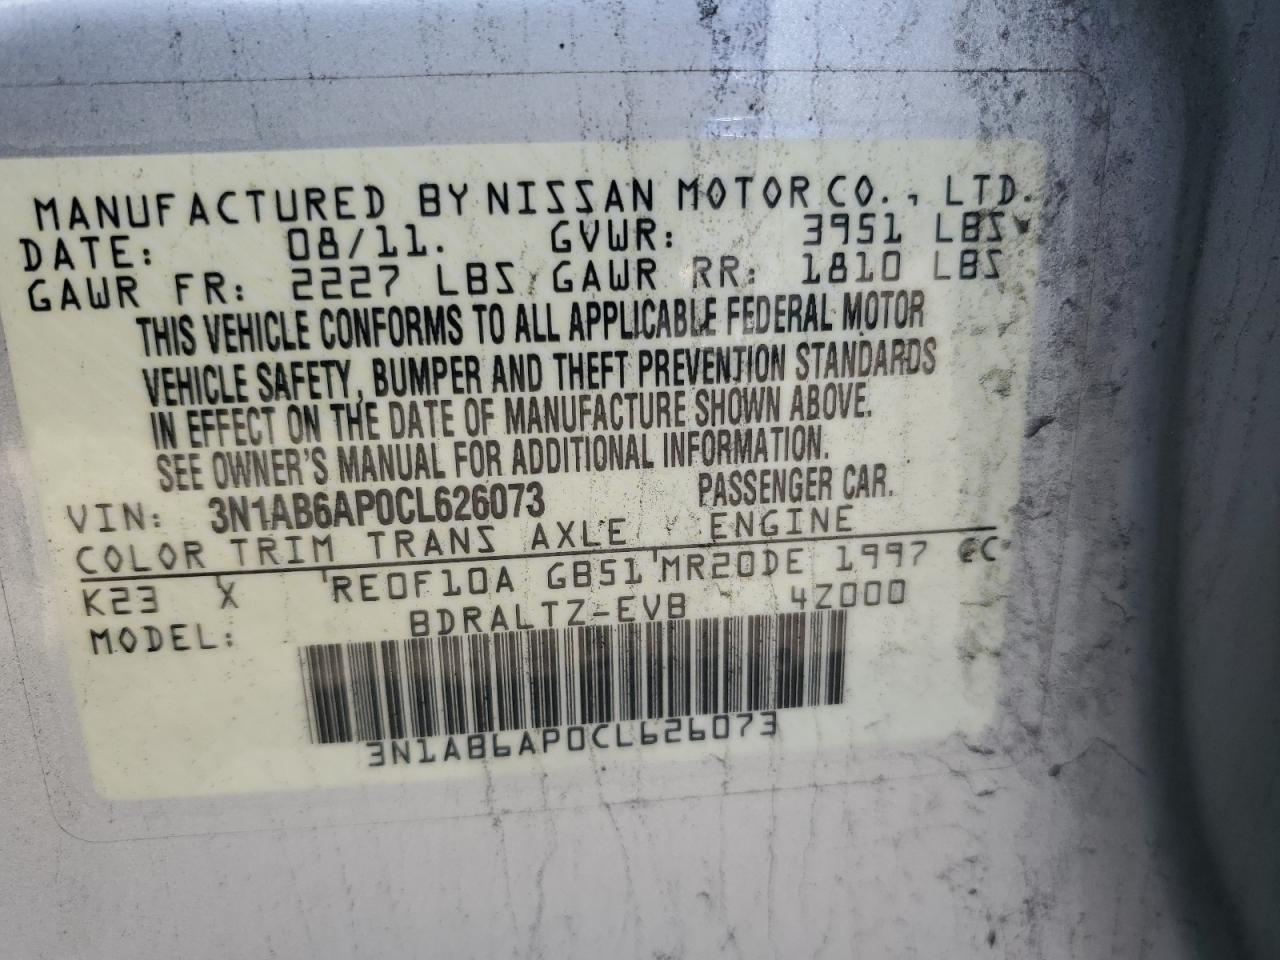 MANUFACTURED BY NISSAN MOTOR CO., LTD.
DATE: 08/11. GVWR: 3951 LBS
GAWR FR: 2227 LBS GAWR RR: 1810 LBS
THIS VEHICLE CONFORMS TO ALL APPLICABLE FEDERAL MOTOR
VEHICLE SAFETY, BUMPER AND THEFT PREVENTION STANDARDS
IN EFFECT ON THE DATE OF MANUFACTURE SHOWN ABOVE.
SEE OWNER'S MANUAL FOR ADDITIONAL INFORMATION.
VIN: 3N1AB6AP0CL626073 PASSENGER CAR.
COLOR TRIM TRANS AXLE ENGINE
K23 X RE0F10A GB51 MR20DE 1997 CC
MODEL: BDRALTZ-EVB 4Z000
3N1AB6AP0CL626073